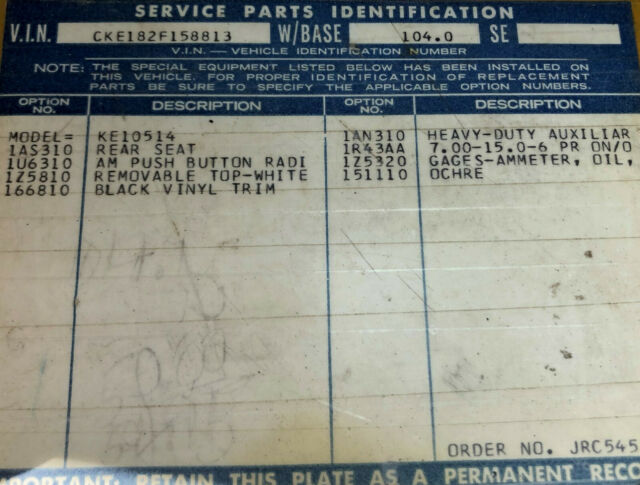 SERVICE PARTS IDENTIFICATION
V.I.N. CKE182F158813 W/BASE 104.0 SE
V.I.N. — VEHICLE IDENTIFICATION NUMBER
NOTE: THE SPECIAL EQUIPMENT LISTED BELOW HAS BEEN INSTALLED ON
THIS VEHICLE. FOR PROPER IDENTIFICATION OF REPLACEMENT
PARTS BE SURE TO SPECIFY THE APPLICABLE OPTION NUMBERS.
OPTION NO. DESCRIPTION OPTION NO. DESCRIPTION
MODEL= KE10514 1AN310 HEAVY-DUTY AUXILIAR
1AS310 REAR SEAT 1R43AA 7.00-15.0-6 PR ON/O
1U6310 AM PUSH BUTTON RADI 1Z5320 GAGES-AMMETER, OIL,
1Z5810 REMOVABLE TOP-WHITE 151110 OCHRE
166810 BLACK VINYL TRIM
ORDER NO. JRC545
MPORTANT: RETAIN THIS PLATE AS A PERMANENT RECO